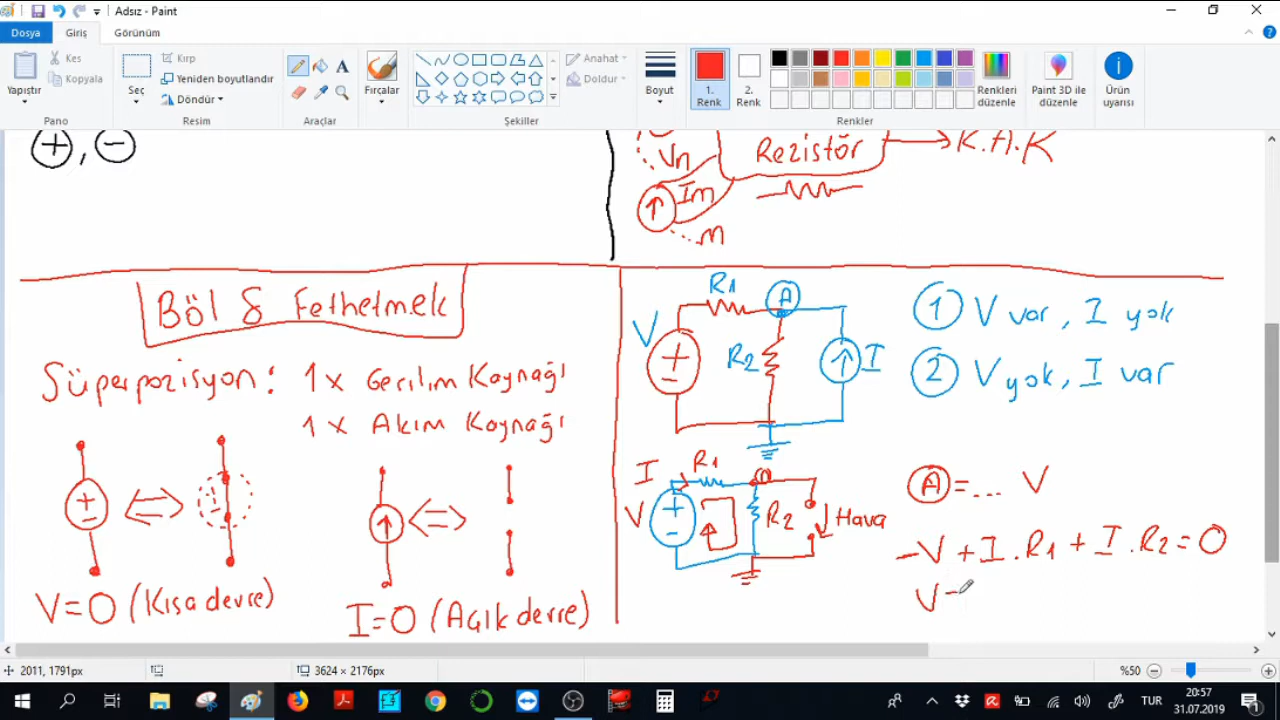 Adsız - Paint
Dosya Giriş Görünüm
Yapıştır
Kes
Kopyala
Pano
Seç
Kırp
Yeniden boyutlandır
Döndür
Resim
A
Araçlar
Fırçalar
Anahat
Doldur
Şekiller
Boyut
1.
Renk
2.
Renk
Renkleri
düzenle
Renkler
Paint 3D ile
düzenle
Ürün
uyarısı
+ , -
Vn
Im
... m
Rezistör
K.A.K
Böl & Fethetmek
Süperpozisyon: 1x Gerilim Kaynağı
1x Akım Kaynağı
V=0 (Kısa devre)
I=0 (Açık devre)
V
R1
A
R2
I
1 V var, I yok
2 V yok, I var
I
R1
V
R2
Hava
A = ... V
-V + I.R1 + I.R2 = 0
V -
2011, 1791px
3624 × 2176px
%50
TUR
20:57
31.07.2019
1